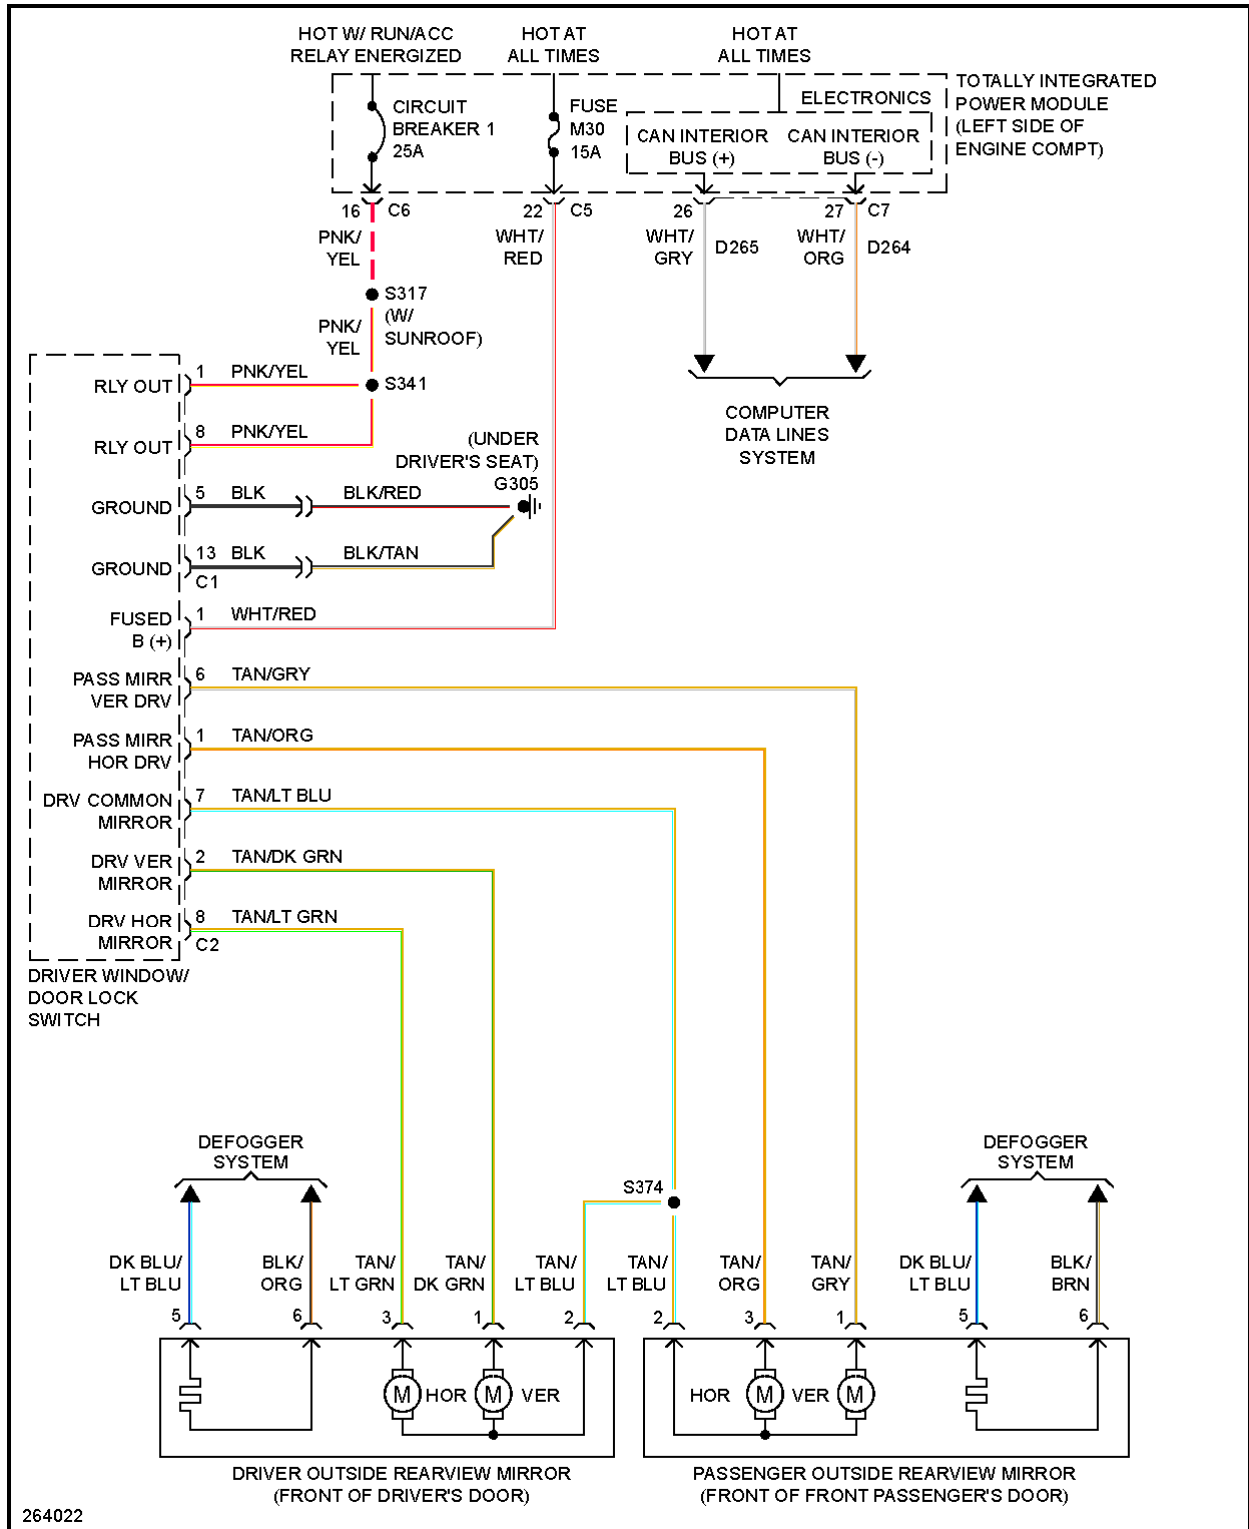 HOT W/ RUN/ACC
RELAY ENERGIZED
HOT AT
ALL TIMES
HOT AT
ALL TIMES
CIRCUIT
BREAKER 1
25A
FUSE
M30
15A
ELECTRONICS
CAN INTERIOR
BUS (+)
CAN INTERIOR
BUS (-)
TOTALLY INTEGRATED
POWER MODULE
(LEFT SIDE OF
ENGINE COMPT)
16 C6
22 C5
26
27 C7
PNK/
YEL
WHT/
RED
WHT/
GRY
D265
WHT/
ORG
D264
S317
(W/
SUNROOF)
PNK/
YEL
S341
COMPUTER
DATA LINES
SYSTEM
RLY OUT 1 PNK/YEL
RLY OUT 8 PNK/YEL
(UNDER
DRIVER'S SEAT)
G305
GROUND 5 BLK BLK/RED
GROUND 13 BLK BLK/TAN
C1
FUSED
B (+)
1 WHT/RED
PASS MIRR
VER DRV
6 TAN/GRY
PASS MIRR
HOR DRV
1 TAN/ORG
DRV COMMON
MIRROR
7 TAN/LT BLU
DRV VER
MIRROR
2 TAN/DK GRN
DRV HOR
MIRROR
8 TAN/LT GRN
C2
DRIVER WINDOW/
DOOR LOCK
SWITCH
DEFOGGER
SYSTEM
DEFOGGER
SYSTEM
S374
DK BLU/
LT BLU
BLK/
ORG
TAN/
LT GRN
TAN/
DK GRN
TAN/
LT BLU
TAN/
LT BLU
TAN/
ORG
TAN/
GRY
DK BLU/
LT BLU
BLK/
BRN
5 6 3 1 2 2 3 1 5 6
M HOR M VER
HOR M VER M
DRIVER OUTSIDE REARVIEW MIRROR
(FRONT OF DRIVER'S DOOR)
PASSENGER OUTSIDE REARVIEW MIRROR
(FRONT OF FRONT PASSENGER'S DOOR)
264022